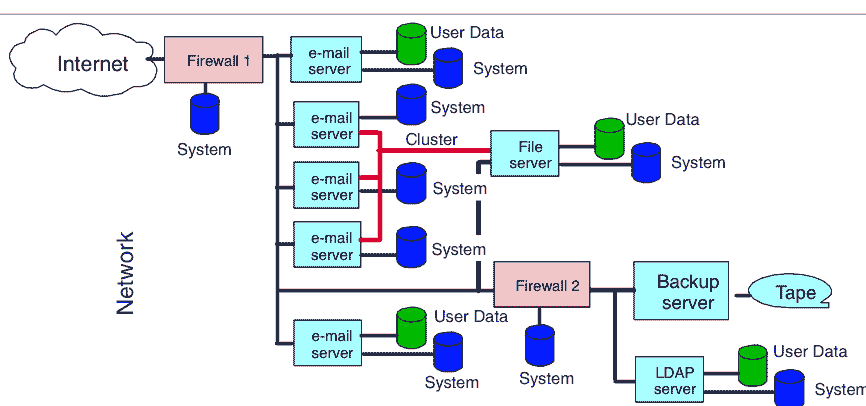 Internet
Firewall 1
System
e-mail
server
User Data
System
e-mail
server
System
Cluster
e-mail
server
System
e-mail
server
System
File
server
User Data
System
Network
Firewall 2
System
Backup
server
Tape
e-mail
server
User Data
System
LDAP
server
User Data
System